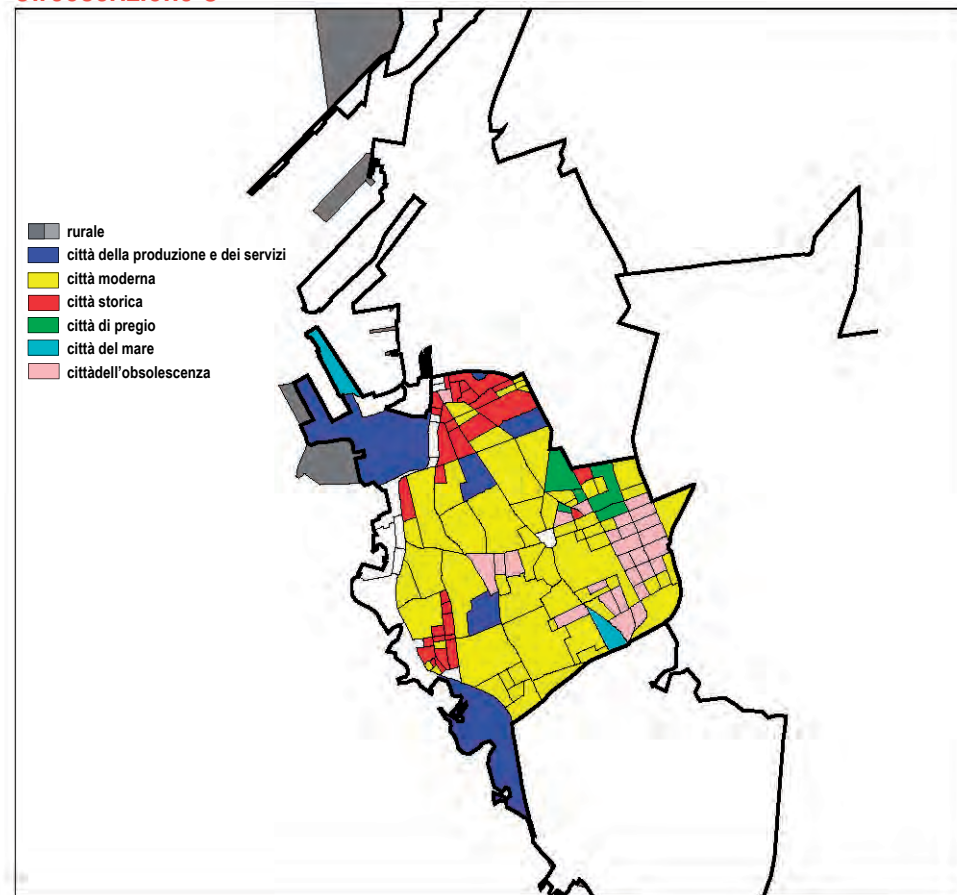 rurale
città della produzione e dei servizi
città moderna
città storica
città di pregio
città del mare
cittàdell'obsolescenza